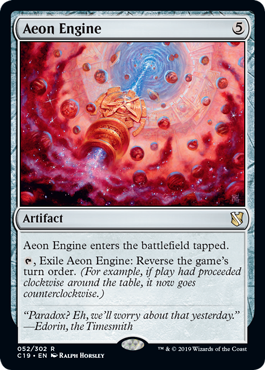 Aeon Engine 5
Artifact
Aeon Engine enters the battlefield tapped.
, Exile Aeon Engine: Reverse the game's
turn order. (For example, if play had proceeded
clockwise around the table, it now goes
counterclockwise.)
"Paradox? Eh, we'll worry about that yesterday."
—Edorin, the Timesmith
052/302 R
C19 • EN RALPH HORSLEY
™ & © 2019 Wizards of the Coast